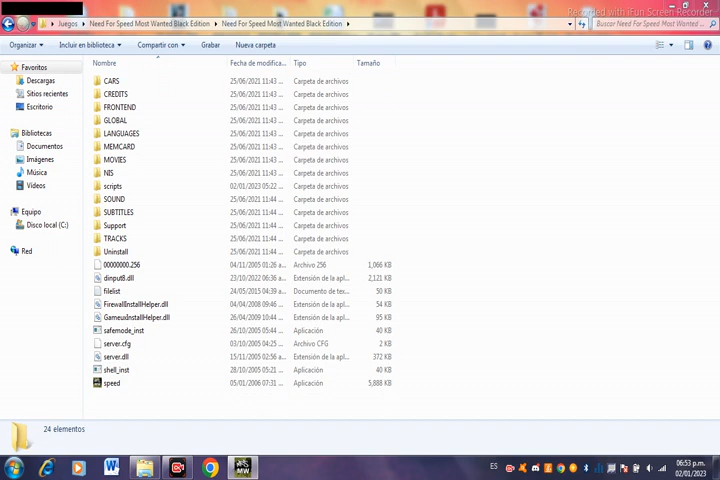 Recorded with iFun Screen Recorder
Juegos ▸ Need For Speed Most Wanted Black Edition ▸ Need For Speed Most Wanted Black Edition ▸
Buscar Need For Speed Most Wanted ...
Organizar Incluir en biblioteca Compartir con Grabar Nueva carpeta
Favoritos
Descargas
Sitios recientes
Escritorio
Bibliotecas
Documentos
Imágenes
Música
Vídeos
Equipo
Disco local (C:)
Red
Nombre Fecha de modifica... Tipo Tamaño
CARS 25/06/2021 11:43 ... Carpeta de archivos
CREDITS 25/06/2021 11:43 ... Carpeta de archivos
FRONTEND 25/06/2021 11:43 ... Carpeta de archivos
GLOBAL 25/06/2021 11:43 ... Carpeta de archivos
LANGUAGES 25/06/2021 11:43 ... Carpeta de archivos
MEMCARD 25/06/2021 11:43 ... Carpeta de archivos
MOVIES 25/06/2021 11:43 ... Carpeta de archivos
NIS 25/06/2021 11:43 ... Carpeta de archivos
scripts 02/01/2023 05:22 ... Carpeta de archivos
SOUND 25/06/2021 11:44 ... Carpeta de archivos
SUBTITLES 25/06/2021 11:44 ... Carpeta de archivos
Support 25/06/2021 11:44 ... Carpeta de archivos
TRACKS 25/06/2021 11:44 ... Carpeta de archivos
Uninstall 25/06/2021 11:44 ... Carpeta de archivos
00000000.256 04/11/2005 01:26 a... Archivo 256 1,066 KB
dinput8.dll 23/10/2022 06:36 a... Extensión de la apl... 2,121 KB
filelist 24/05/2015 04:39 a... Documento de tex... 50 KB
FirewallInstallHelper.dll 04/04/2008 09:46 ... Extensión de la apl... 54 KB
GameuxInstallHelper.dll 26/04/2009 10:44 ... Extensión de la apl... 95 KB
safemode_inst 26/10/2005 05:44 ... Aplicación 40 KB
server.cfg 03/10/2005 04:25 ... Archivo CFG 2 KB
server.dll 15/11/2005 02:56 a... Extensión de la apl... 372 KB
shell_inst 28/10/2005 05:21 ... Aplicación 40 KB
speed 05/01/2006 07:31 ... Aplicación 5,888 KB
24 elementos
MW
ES
06:53 p.m.
02/01/2023